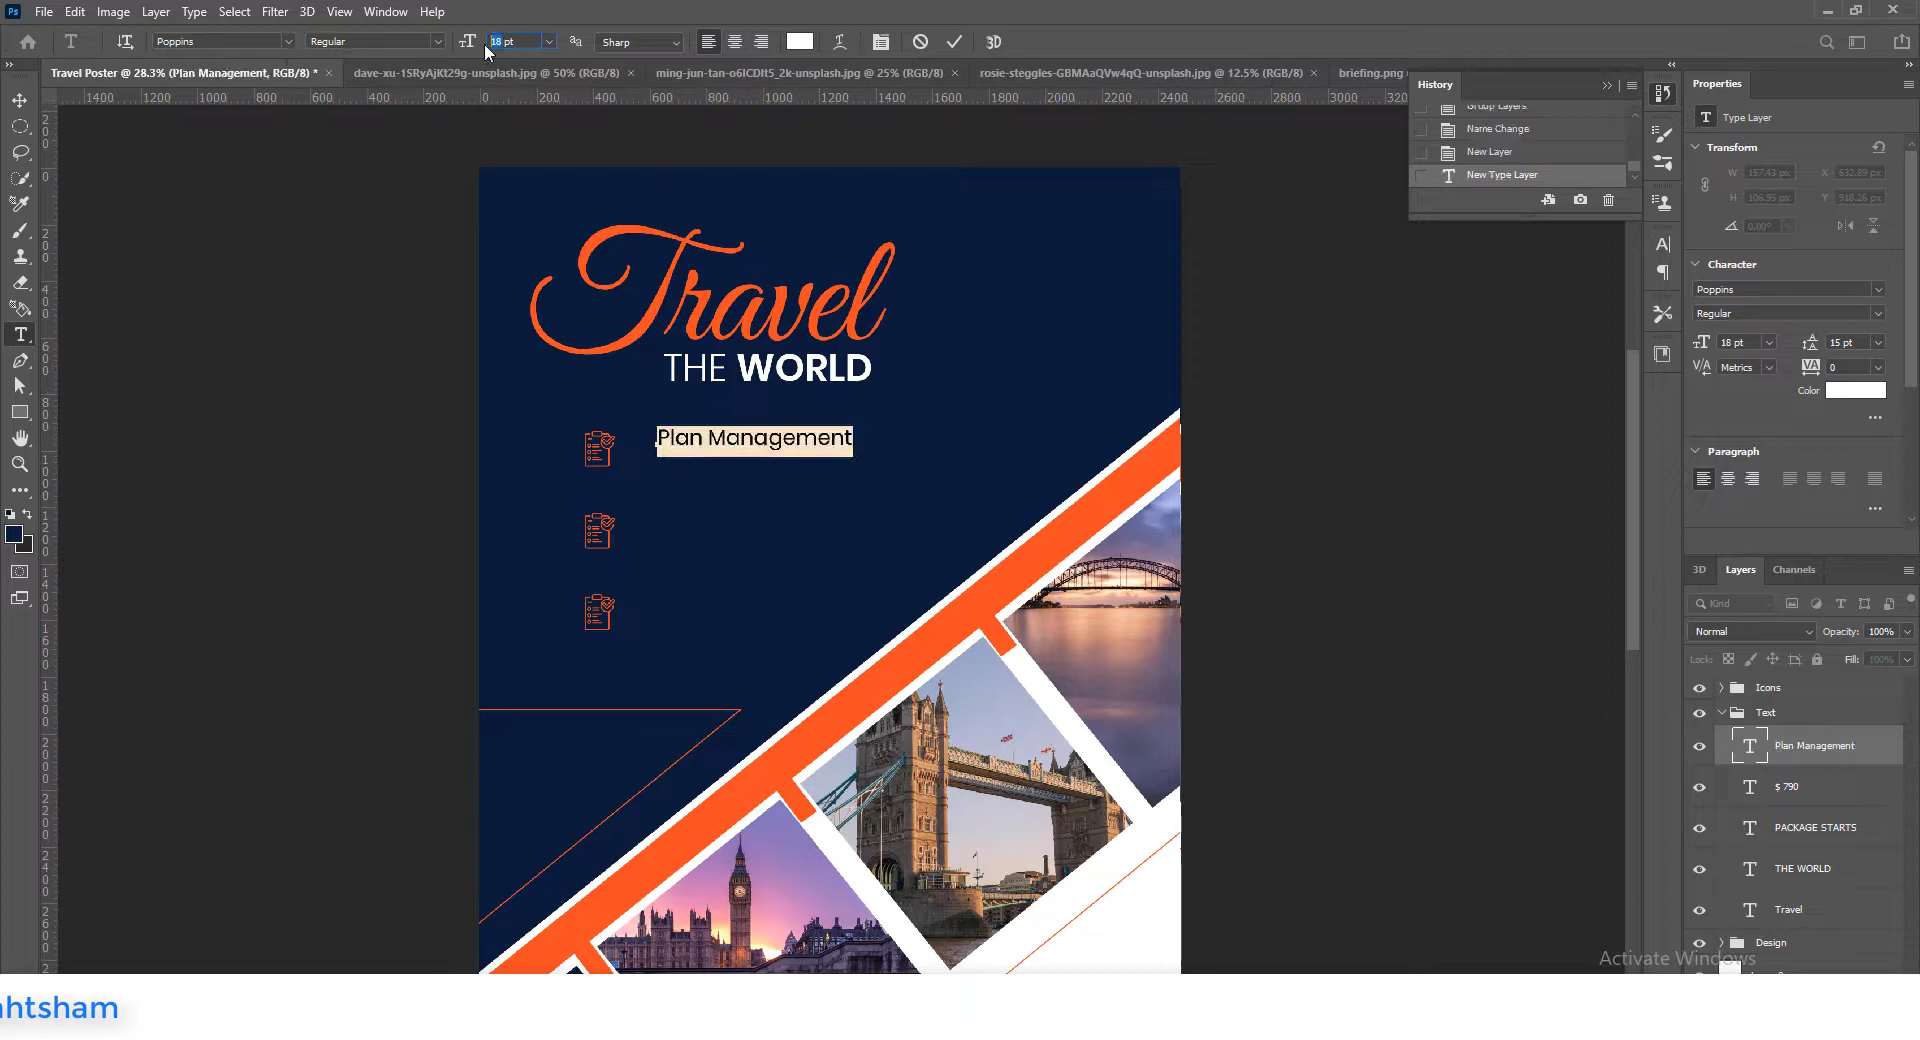 Ps File Edit Image Layer Type Select Filter 3D View Window Help
Poppins Regular 18 pt Sharp 3D
Travel Poster @ 28.3% (Plan Management, RGB/8) * × dave-xu-1SRyAjKt29g-unsplash.jpg @ 50% (RGB/8) × ming-jun-tan-o6ICDIt5_2k-unsplash.jpg @ 25% (RGB/8) × rosie-steggles-GBMAaQVw4qQ-unsplash.jpg @ 12.5% (RGB/8) × briefing.png
1400 1200 1000 800 600 400 200 0 200 400 600 800 1000 1200 1400 1600 1800 2000 2200 2400 2600 2800 3000
History
Group Layers
Name Change
New Layer
New Type Layer
Properties
T Type Layer
Transform
W 157.43 px X 632.89 px
H 106.95 px Y 918.26 px
0.00°
Character
Poppins
Regular
18 pt 15 pt
Metrics 0
Color
Paragraph
3D Layers Channels
Kind
Normal Opacity: 100%
Lock: Fill: 100%
Icons
Text
T Plan Management
T $ 790
T PACKAGE STARTS
T THE WORLD
T Travel
Design
Travel
THE WORLD
Plan Management
Activate Windows
ahtsham